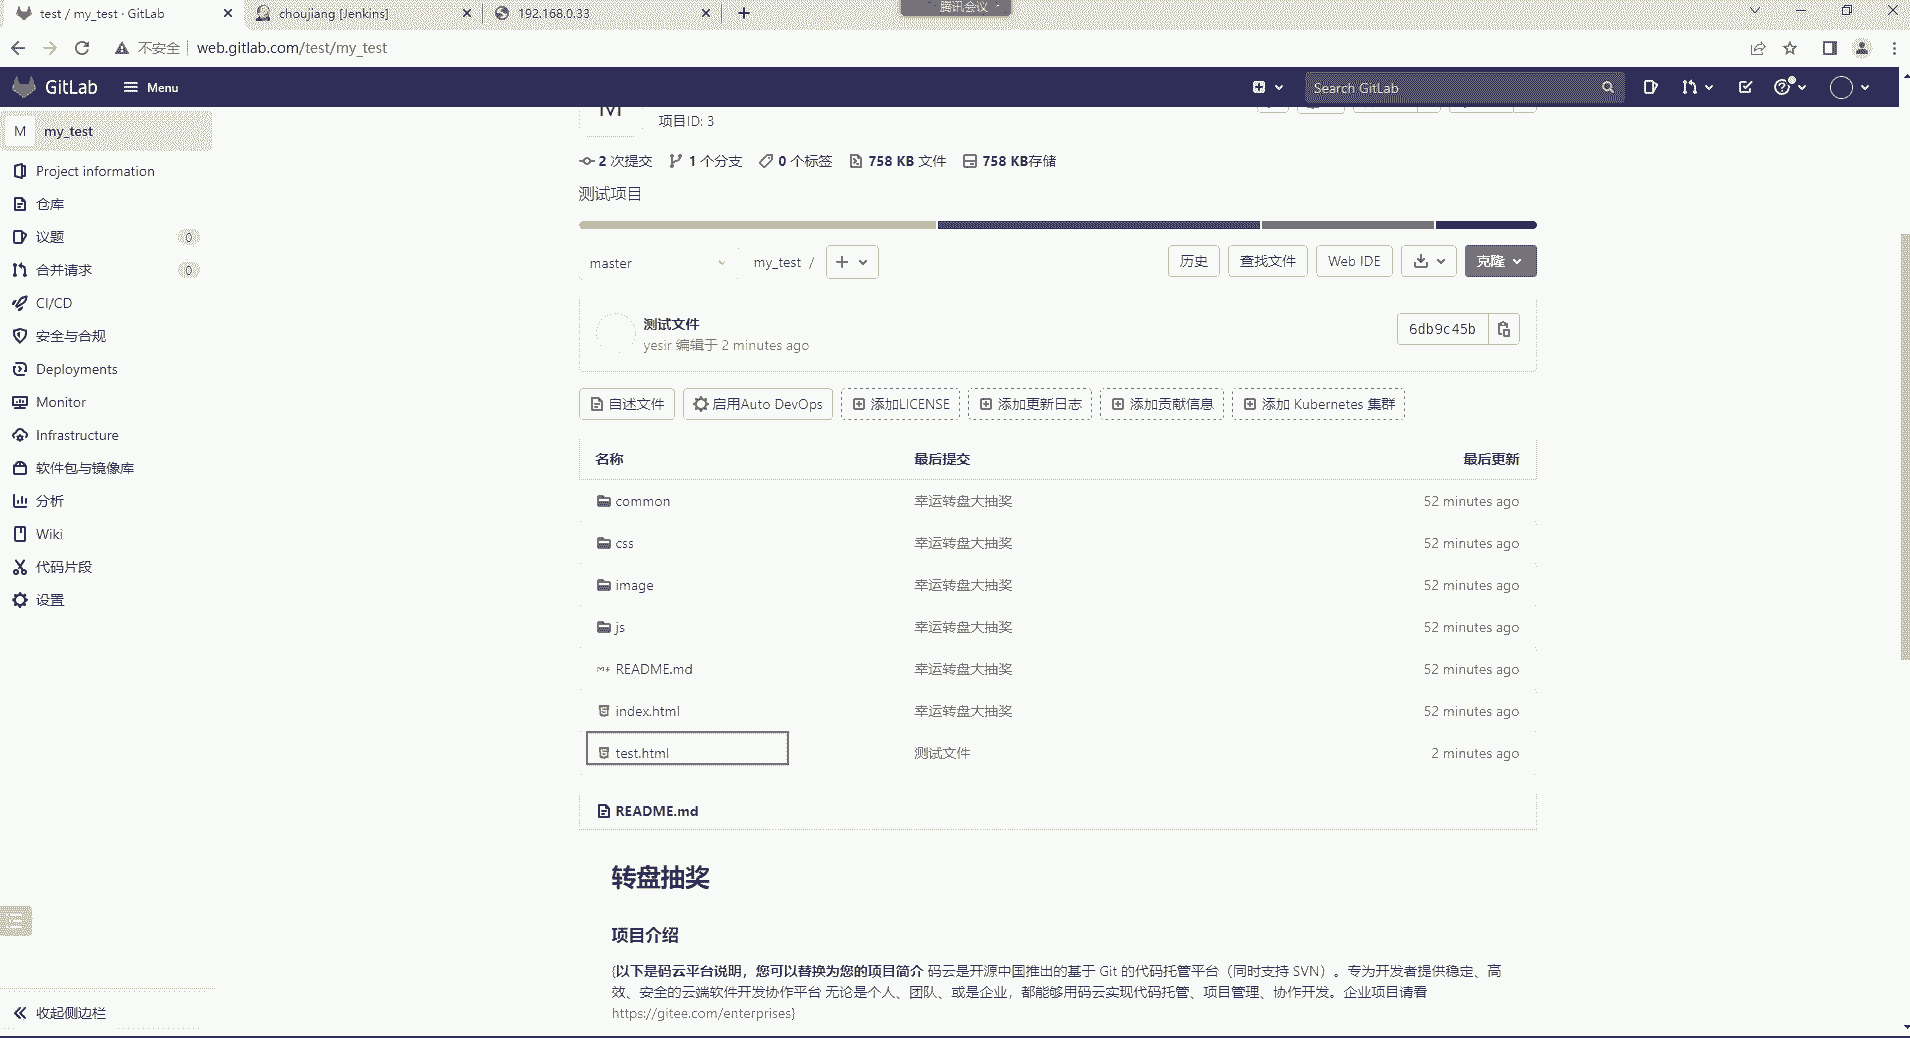 test / my_test · GitLab
choujiang [Jenkins]
192.168.0.33
腾讯会议
不安全
web.gitlab.com/test/my_test
GitLab
Menu
Search GitLab
M
my_test
项目ID: 3
Project information
2 次提交
1 个分支
0 个标签
758 KB 文件
758 KB存储
测试项目
仓库
议题
0
合并请求
0
CI/CD
安全与合规
Deployments
Monitor
Infrastructure
软件包与镜像库
分析
Wiki
代码片段
设置
收起侧边栏
master
my_test /
历史
查找文件
Web IDE
克隆
测试文件
yesir 编辑于 2 minutes ago
6db9c45b
自述文件
启用Auto DevOps
添加LICENSE
添加更新日志
添加贡献信息
添加 Kubernetes 集群
名称 最后提交 最后更新
common 幸运转盘大抽奖 52 minutes ago
css 幸运转盘大抽奖 52 minutes ago
image 幸运转盘大抽奖 52 minutes ago
js 幸运转盘大抽奖 52 minutes ago
README.md 幸运转盘大抽奖 52 minutes ago
index.html 幸运转盘大抽奖 52 minutes ago
test.html 测试文件 2 minutes ago
README.md
转盘抽奖
项目介绍
{以下是码云平台说明，您可以替换为您的项目简介 码云是开源中国推出的基于 Git 的代码托管平台（同时支持 SVN）。专为开发者提供稳定、高
效、安全的云端软件开发协作平台 无论是个人、团队、或是企业，都能够用码云实现代码托管、项目管理、协作开发。企业项目请看
https://gitee.com/enterprises}